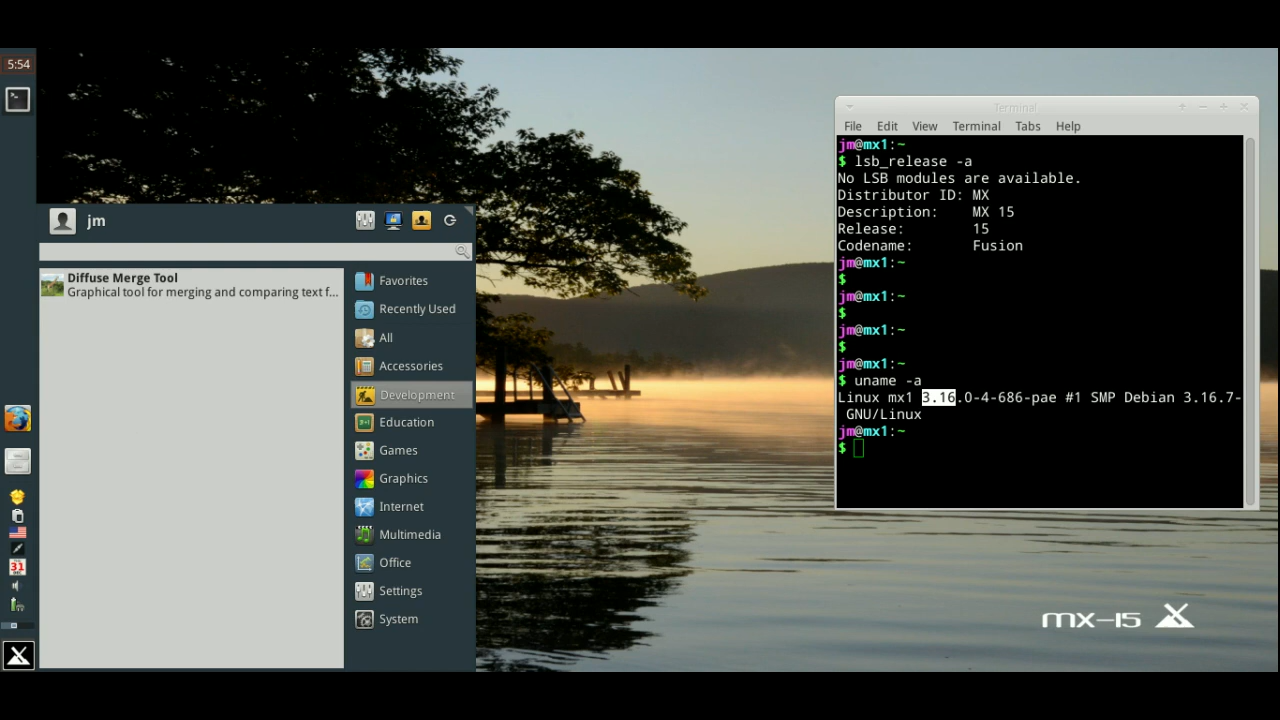 5:54
jm
Diffuse Merge Tool
Graphical tool for merging and comparing text f...
Favorites
Recently Used
All
Accessories
Development
Education
Games
Graphics
Internet
Multimedia
Office
Settings
System
31
Terminal
File Edit View Terminal Tabs Help
jm@mx1:~
$ lsb_release -a
No LSB modules are available.
Distributor ID: MX
Description: MX 15
Release: 15
Codename: Fusion
jm@mx1:~
$
jm@mx1:~
$
jm@mx1:~
$
jm@mx1:~
$ uname -a
Linux mx1 3.16.0-4-686-pae #1 SMP Debian 3.16.7-
GNU/Linux
jm@mx1:~
$
mx-15